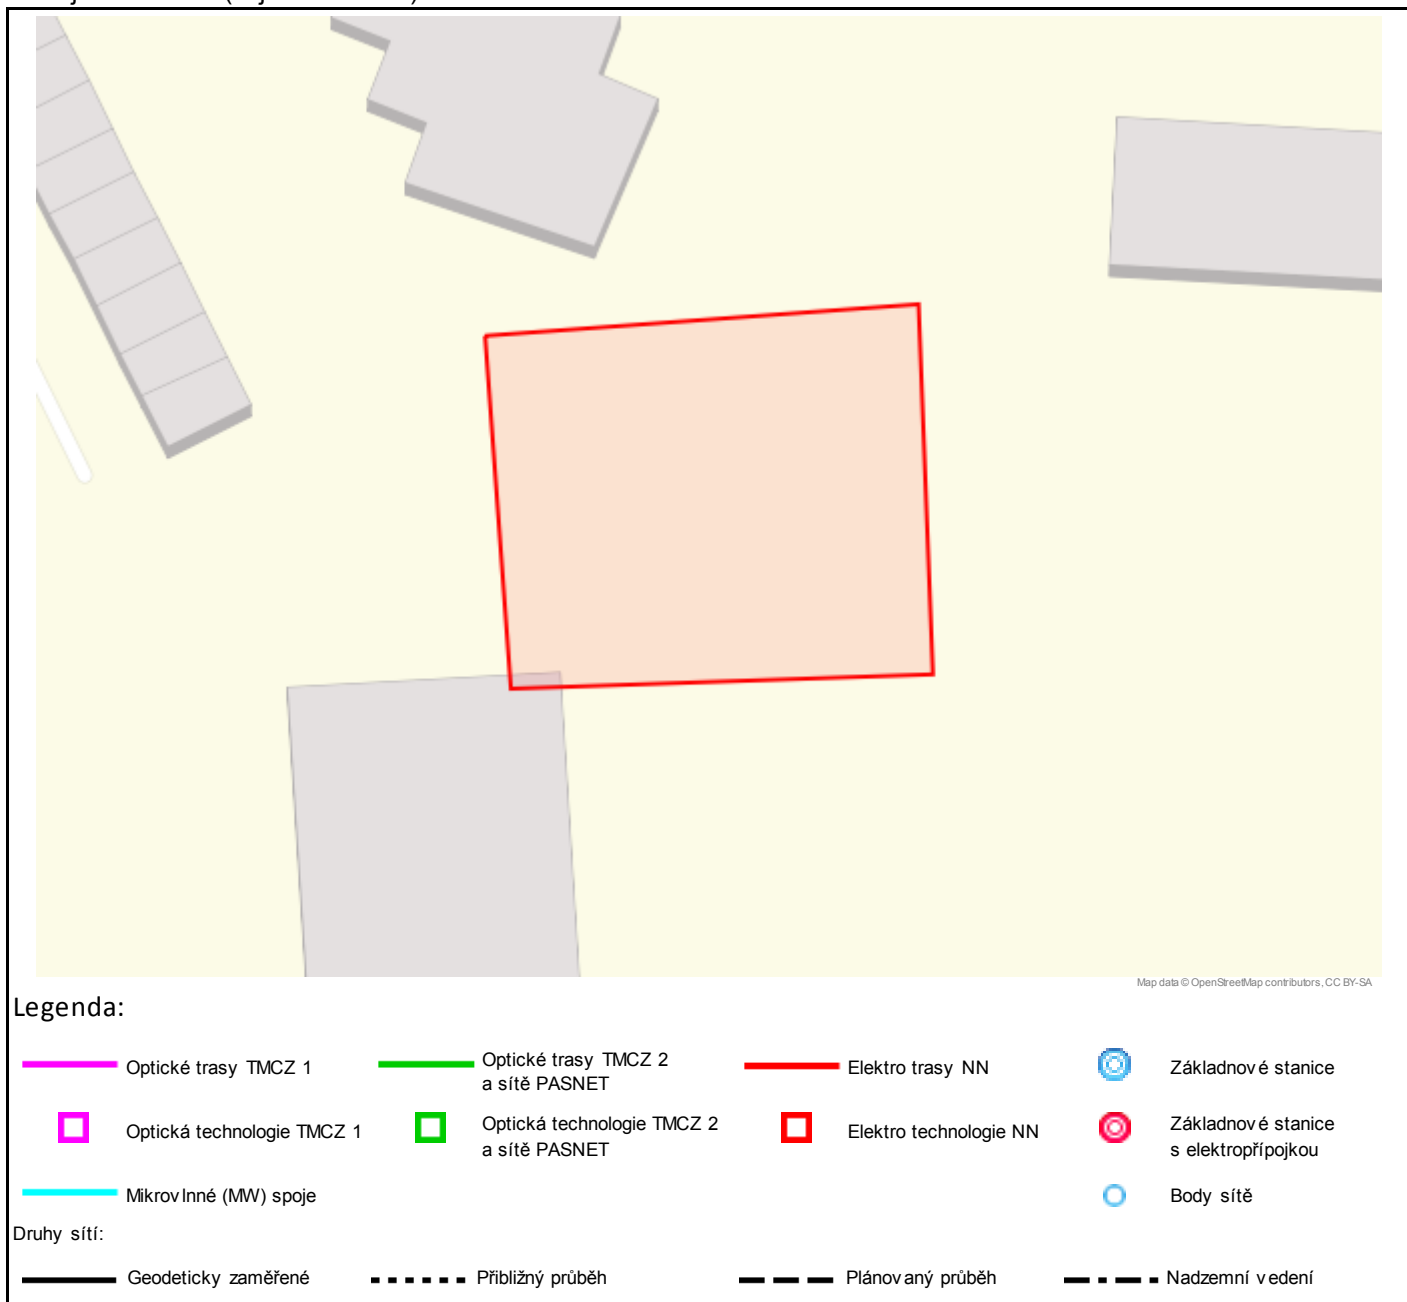 Map data © OpenStreetMap contributors, CC BY-SA
Legenda:
Optické trasy TMCZ 1
Optické trasy TMCZ 2
a sítě PASNET
Elektro trasy NN
Základnové stanice
Optická technologie TMCZ 1
Optická technologie TMCZ 2
a sítě PASNET
Elektro technologie NN
Základnové stanice
s elektropřípojkou
Mikrovlnné (MW) spoje
Body sítě
Druhy sítí:
Geodeticky zaměřené
Přibližný průběh
Plánovaný průběh
Nadzemní vedení